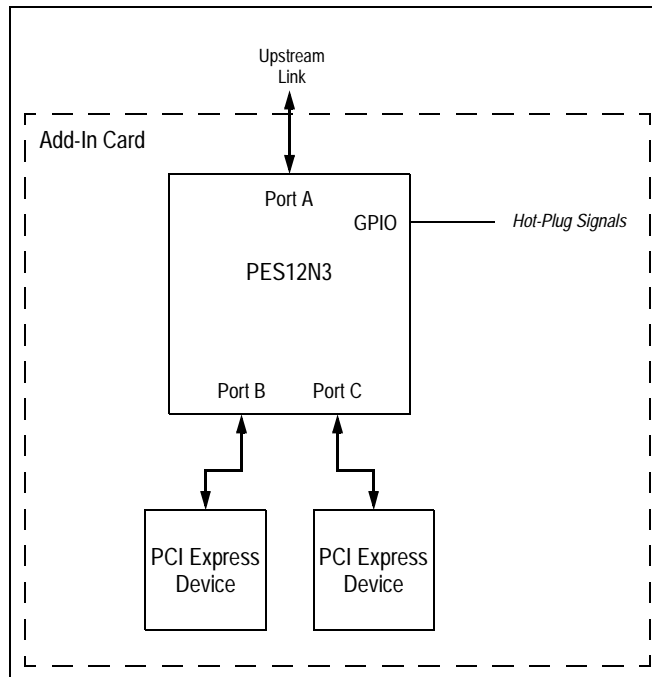 Upstream
Link
Add-In Card
Port A
GPIO
Hot-Plug Signals
PES12N3
Port B
Port C
PCI Express
Device
PCI Express
Device